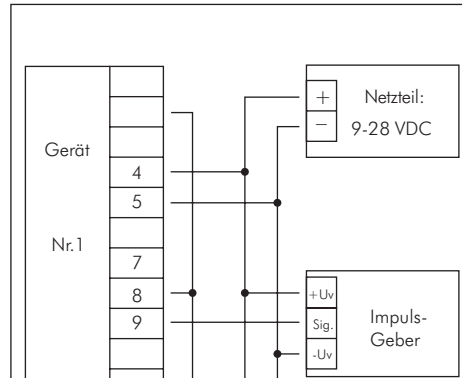 Gerät
Nr.1
4
5
7
8
9
+
−
Netzteil:
9-28 VDC
+Uv
Sig.
-Uv
Impuls-
Geber